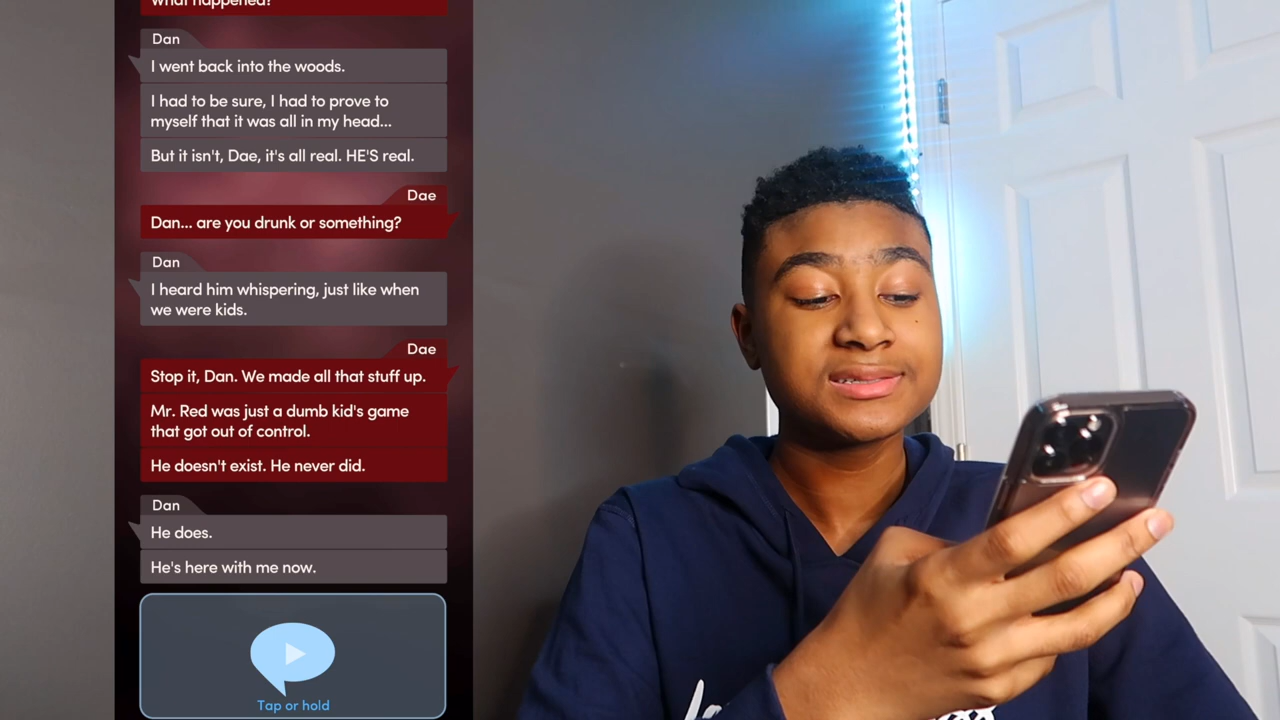 what happened?
Dan
I went back into the woods.
I had to be sure, I had to prove to
myself that it was all in my head...
But it isn't, Dae, it's all real. HE'S real.
Dae
Dan... are you drunk or something?
Dan
I heard him whispering, just like when
we were kids.
Dae
Stop it, Dan. We made all that stuff up.
Mr. Red was just a dumb kid's game
that got out of control.
He doesn't exist. He never did.
Dan
He does.
He's here with me now.
Tap or hold